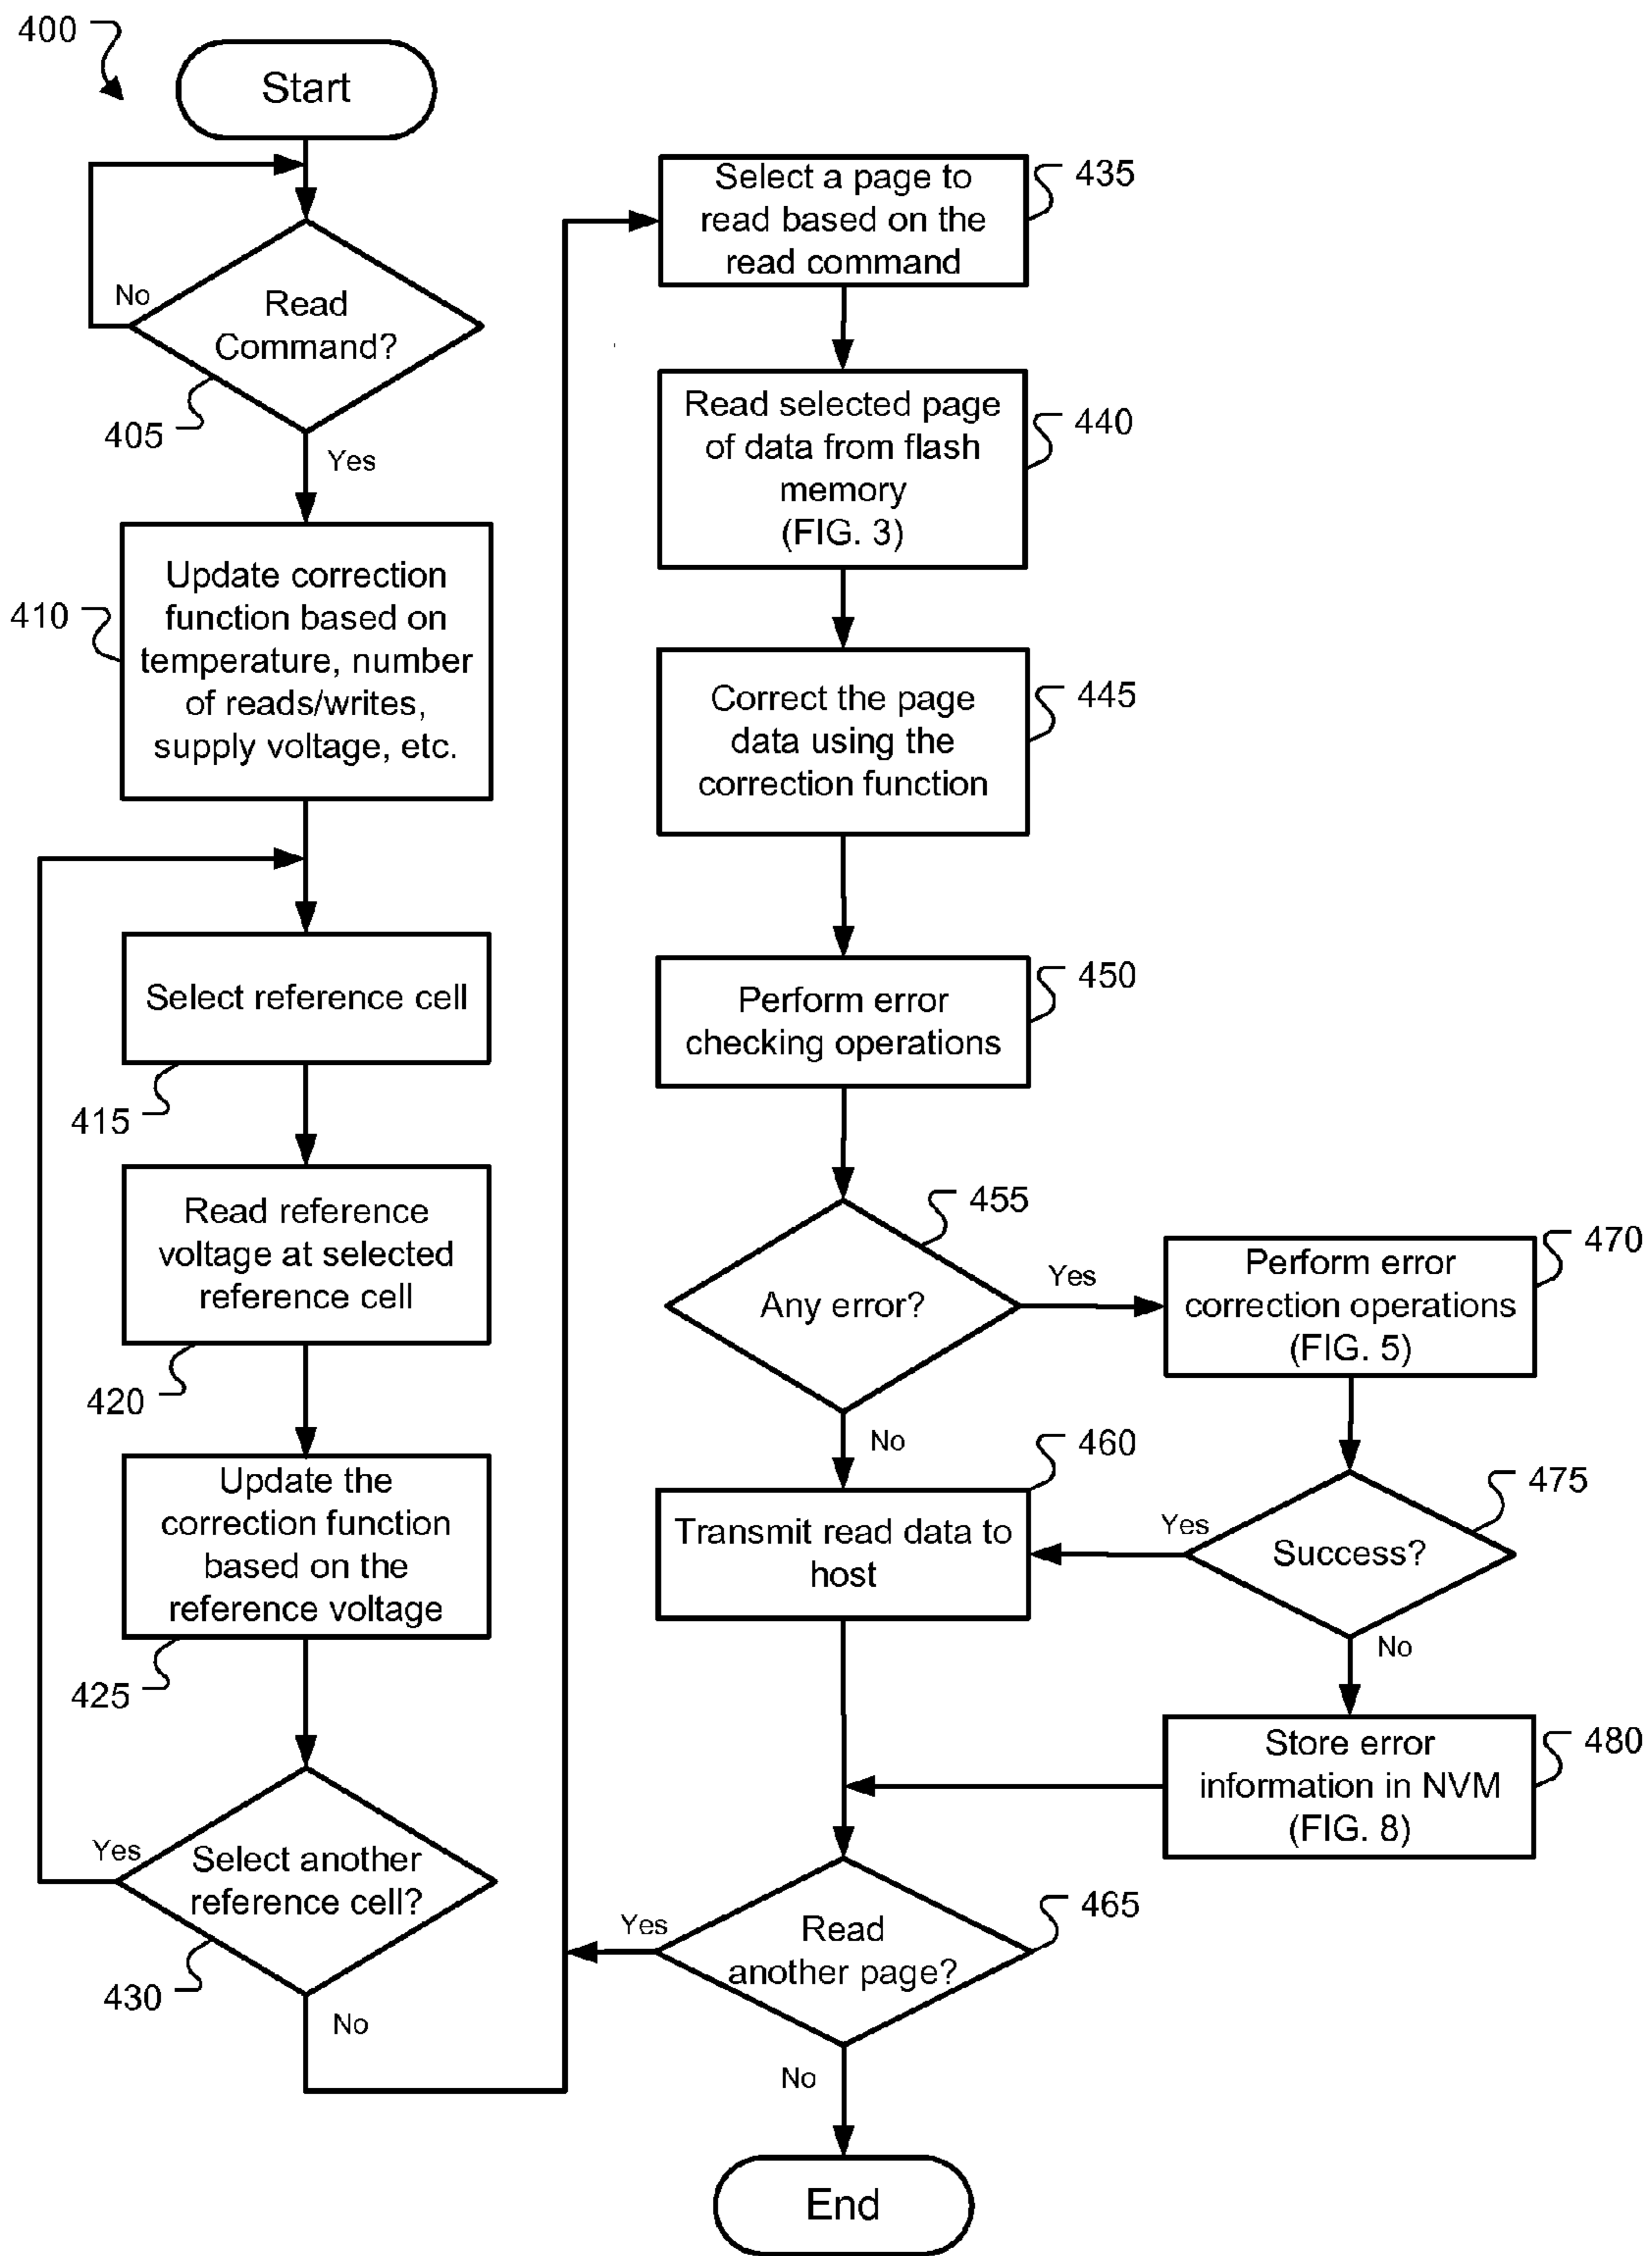 400
Start
No
Read
Command?
405
Yes
410
Update correction
function based on
temperature, number
of reads/writes,
supply voltage, etc.
Select reference cell
415
Read reference
voltage at selected
reference cell
420
Update the
correction function
based on the
reference voltage
425
Yes
Select another
reference cell?
430
No
Select a page to
read based on the
read command
435
Read selected page
of data from flash
memory
(FIG. 3)
440
Correct the page
data using the
correction function
445
Perform error
checking operations
450
455
Any error?
Yes
No
Perform error
correction operations
(FIG. 5)
470
460
Transmit read data to
host
475
Yes
Success?
No
Store error
information in NVM
(FIG. 8)
480
Yes
Read
another page?
465
No
End